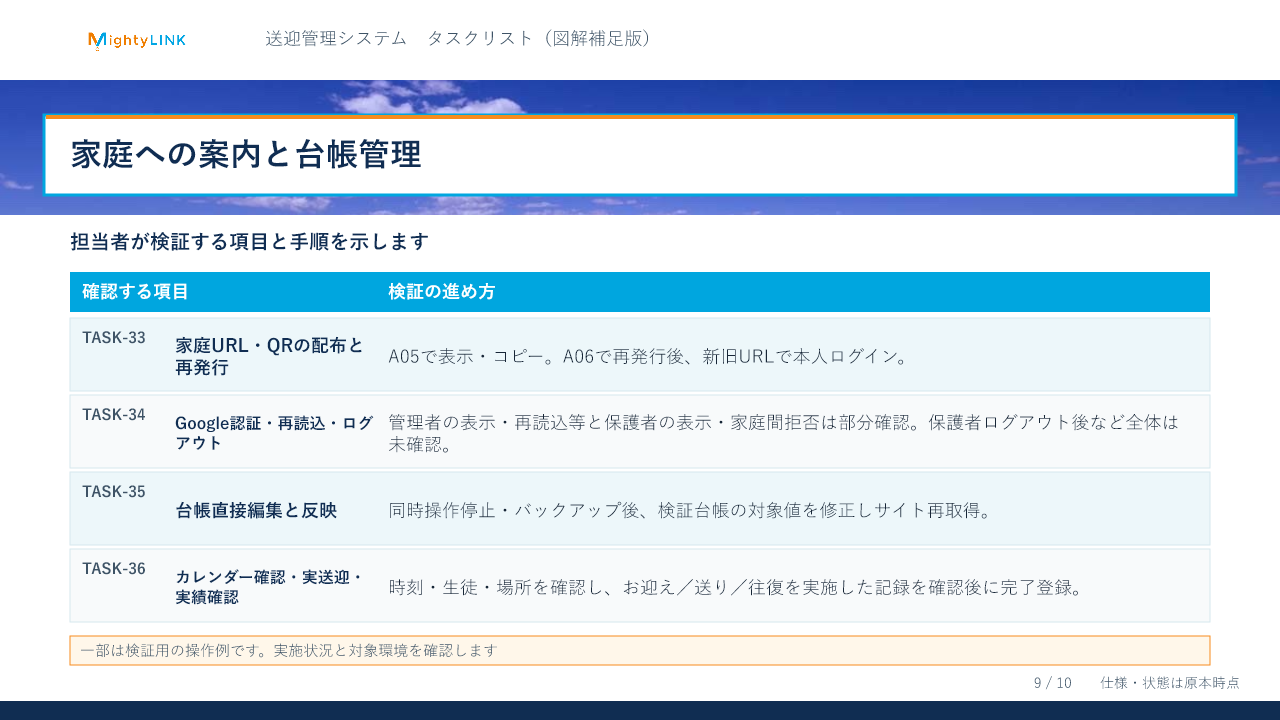 MightyLINK
送迎管理システム　タスクリスト（図解補足版）
家庭への案内と台帳管理
担当者が検証する項目と手順を示します
確認する項目
検証の進め方
TASK-33
家庭URL・QRの配布と
再発行
A05で表示・コピー。A06で再発行後、新旧URLで本人ログイン。
TASK-34
Google認証・再読込・ログ
アウト
管理者の表示・再読込等と保護者の表示・家庭間拒否は部分確認。保護者ログアウト後など全体は
未確認。
TASK-35
台帳直接編集と反映
同時操作停止・バックアップ後、検証台帳の対象値を修正しサイト再取得。
TASK-36
カレンダー確認・実送迎・
実績確認
時刻・生徒・場所を確認し、お迎え／送り／往復を実施した記録を確認後に完了登録。
一部は検証用の操作例です。実施状況と対象環境を確認します
9 / 10
仕様・状態は原本時点